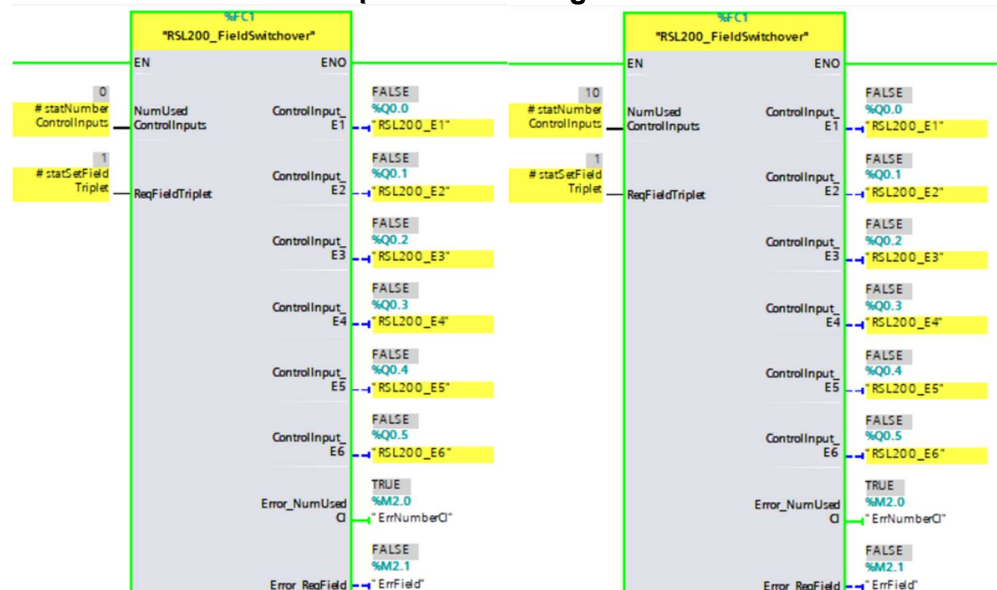 %FC1
"RSL200_FieldSwitchover"
EN ENO
0
#statNumber
ControlInputs
NumUsed
ControlInputs
ControlInput_
E1
FALSE
%Q0.0
"RSL200_E1"
1
#statSetField
Triplet
ReqFieldTriplet
ControlInput_
E2
FALSE
%Q0.1
"RSL200_E2"
ControlInput_
E3
FALSE
%Q0.2
"RSL200_E3"
ControlInput_
E4
FALSE
%Q0.3
"RSL200_E4"
ControlInput_
E5
FALSE
%Q0.4
"RSL200_E5"
ControlInput_
E6
FALSE
%Q0.5
"RSL200_E6"
Error_NumUsed
CI
TRUE
%M2.0
"ErrNumberCI"
Error_ReqField
FALSE
%M2.1
"ErrField"
%FC1
"RSL200_FieldSwitchover"
EN ENO
10
#statNumber
ControlInputs
NumUsed
ControlInputs
ControlInput_
E1
FALSE
%Q0.0
"RSL200_E1"
1
#statSetField
Triplet
ReqFieldTriplet
ControlInput_
E2
FALSE
%Q0.1
"RSL200_E2"
ControlInput_
E3
FALSE
%Q0.2
"RSL200_E3"
ControlInput_
E4
FALSE
%Q0.3
"RSL200_E4"
ControlInput_
E5
FALSE
%Q0.4
"RSL200_E5"
ControlInput_
E6
FALSE
%Q0.5
"RSL200_E6"
Error_NumUsed
CI
TRUE
%M2.0
"ErrNumberCI"
Error_ReqField
FALSE
%M2.1
"ErrField"